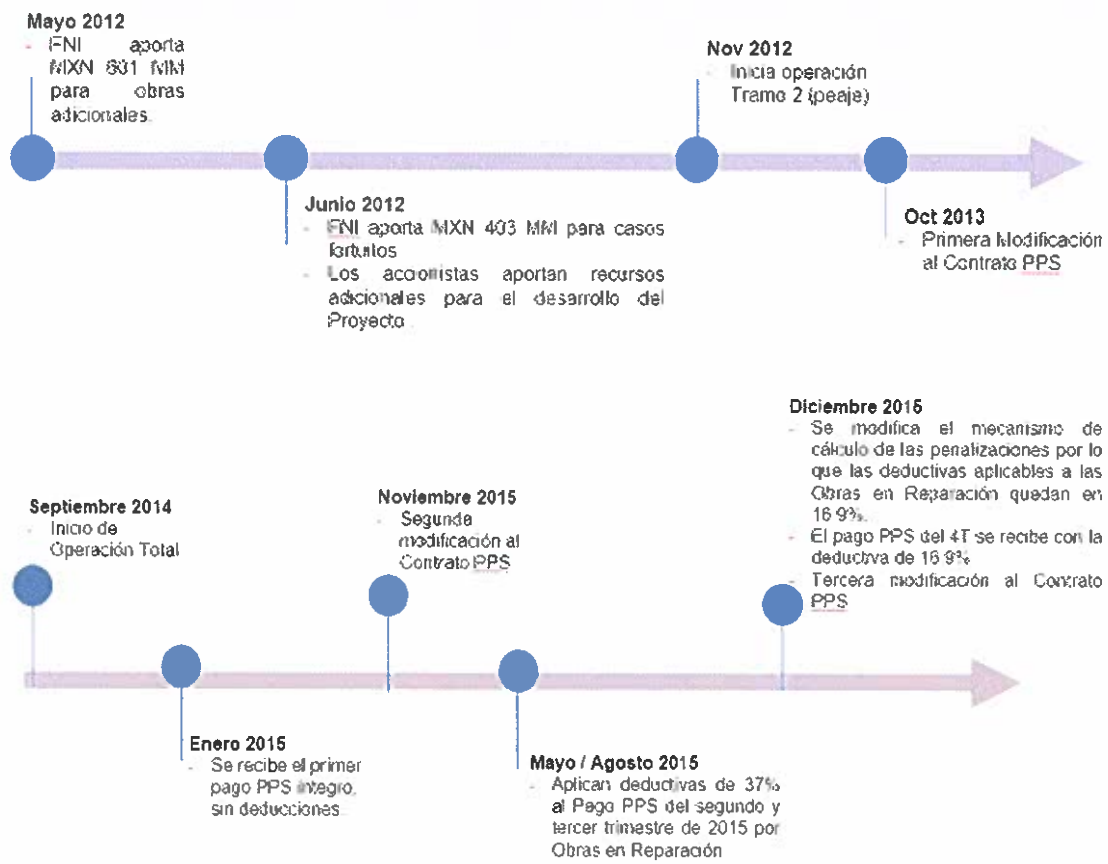 Mayo 2012
- FNI aporta
MXN 601 MM
para obras
adicionales.
Nov 2012
- Inicia operación
Tramo 2 (peaje)
Junio 2012
- FNI aporta MXN 403 MM para casos
fortuitos
- Los accionistas aportan recursos
adicionales para el desarrollo del
Proyecto
Oct 2013
- Primera Modificación
al Contrato PPS
Septiembre 2014
- Inicio de
Operación Total
Noviembre 2015
- Segunda
modificación al
Contrato PPS
Diciembre 2015
- Se modifica el mecanismo de
cálculo de las penalizaciones por lo
que las deductivas aplicables a las
Obras en Reparación quedan en
16.9%.
- El pago PPS del 4T se recibe con la
deductiva de 16.9%
- Tercera modificación al Contrato
PPS
Enero 2015
- Se recibe el primer
pago PPS íntegro,
sin deducciones.
Mayo / Agosto 2015
- Aplican deductivas de 37%
al Pago PPS del segundo y
tercer trimestre de 2015 por
Obras en Reparación